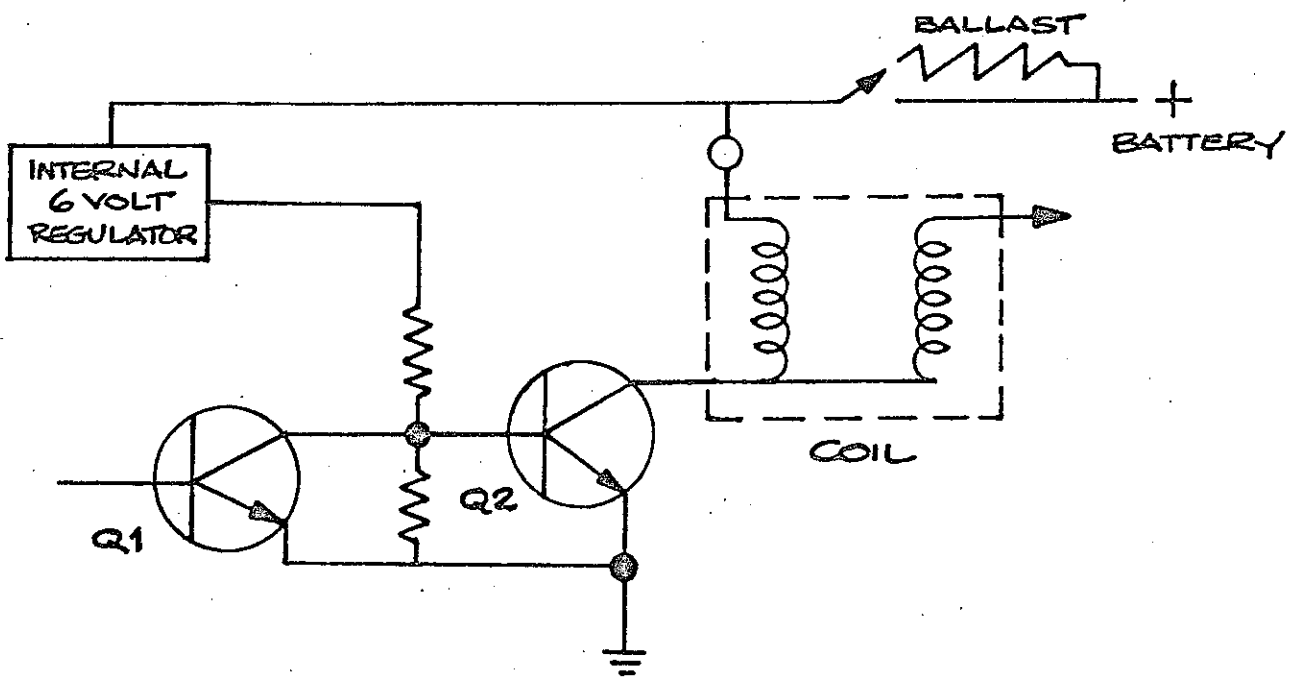 BALLAST
+
BATTERY
INTERNAL
6 VOLT
REGULATOR
COIL
Q2
Q1